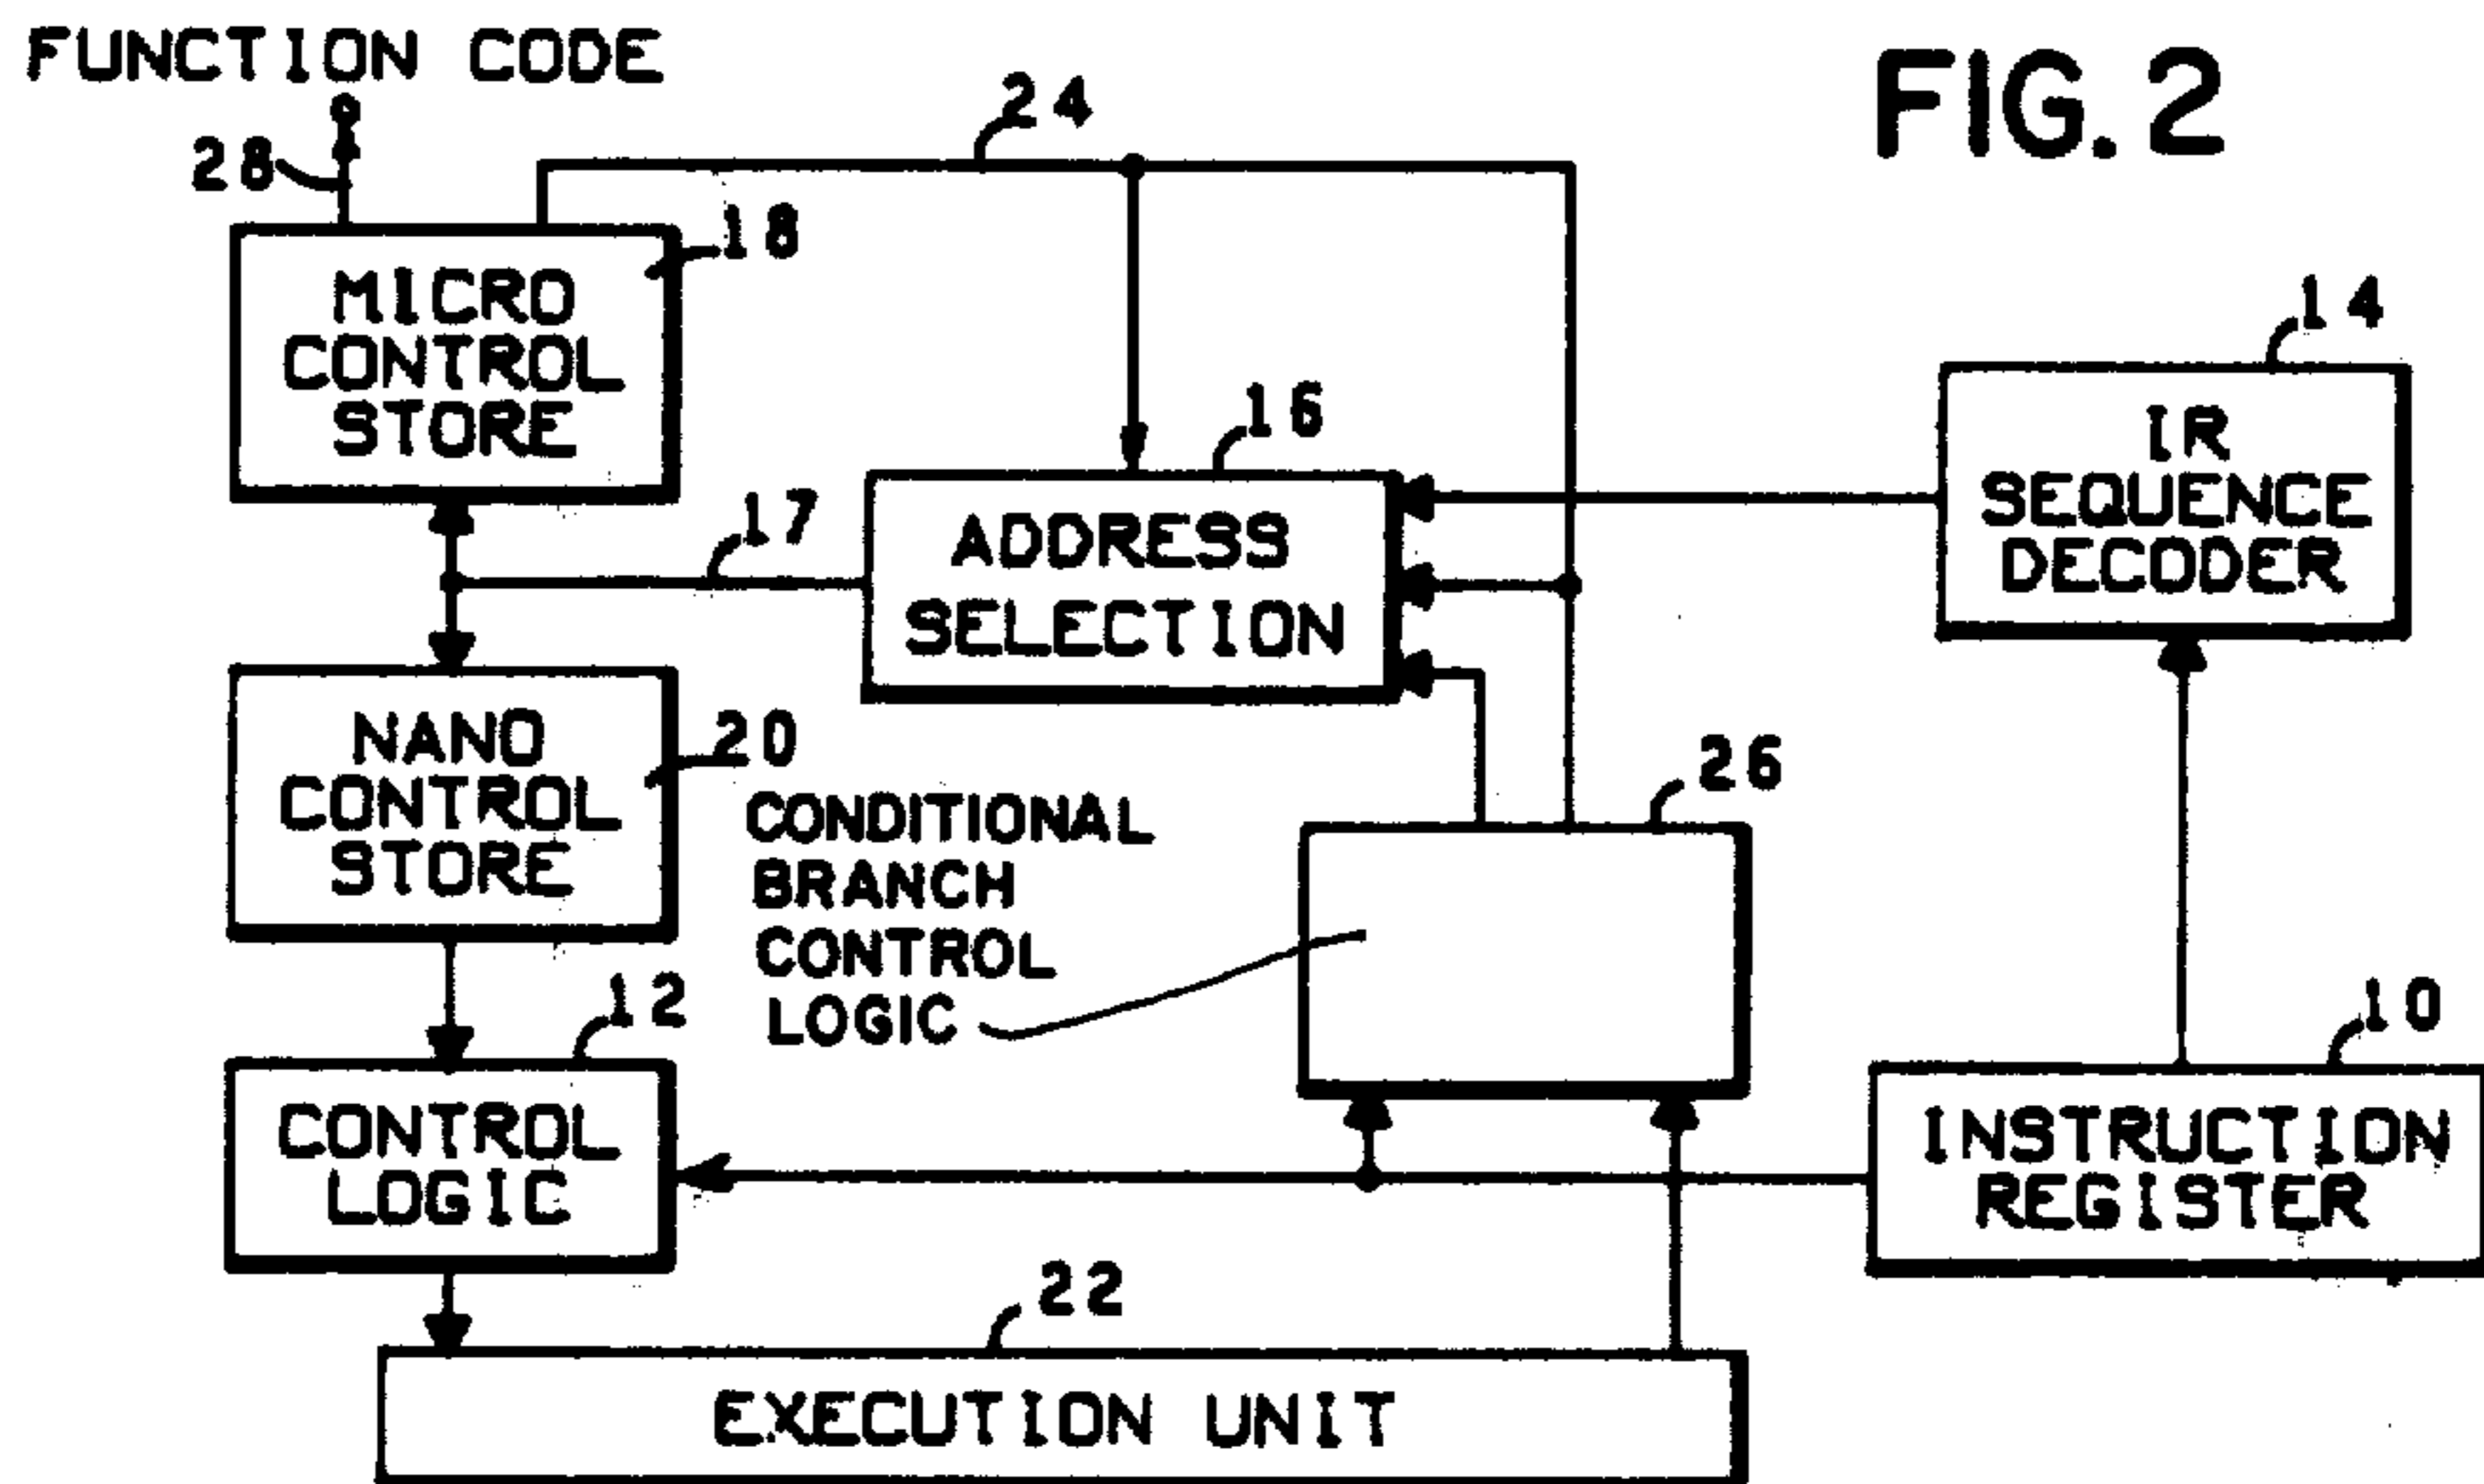 FUNCTION CODE
FIG. 2
24
28
18
MICRO
CONTROL
STORE
14
IR
SEQUENCE
DECODER
16
17
ADDRESS
SELECTION
NANO
CONTROL
STORE
20
26
CONDITIONAL
BRANCH
CONTROL
LOGIC
12
CONTROL
LOGIC
10
INSTRUCTION
REGISTER
22
EXECUTION UNIT